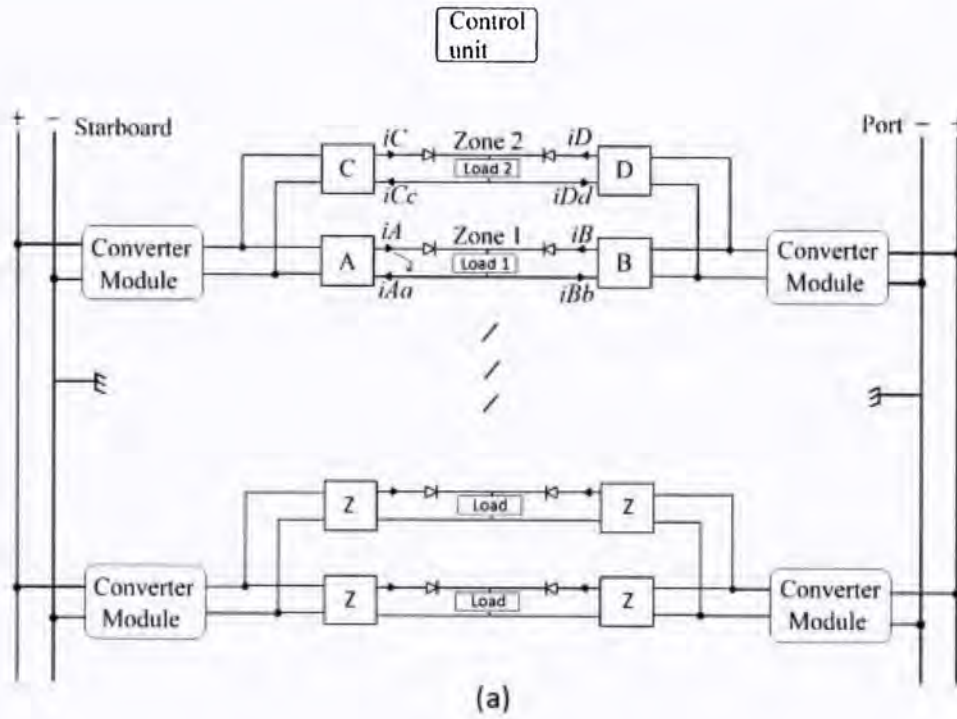 Control
unit
+ − Starboard
Port − +
iC Zone 2 iD
C Load 2 D
iCc iDd
iA Zone 1 iB
Converter
Module
A Load 1 B
Converter
Module
iAa iBb
Z Load Z
Converter
Module
Z Load Z
Converter
Module
(a)